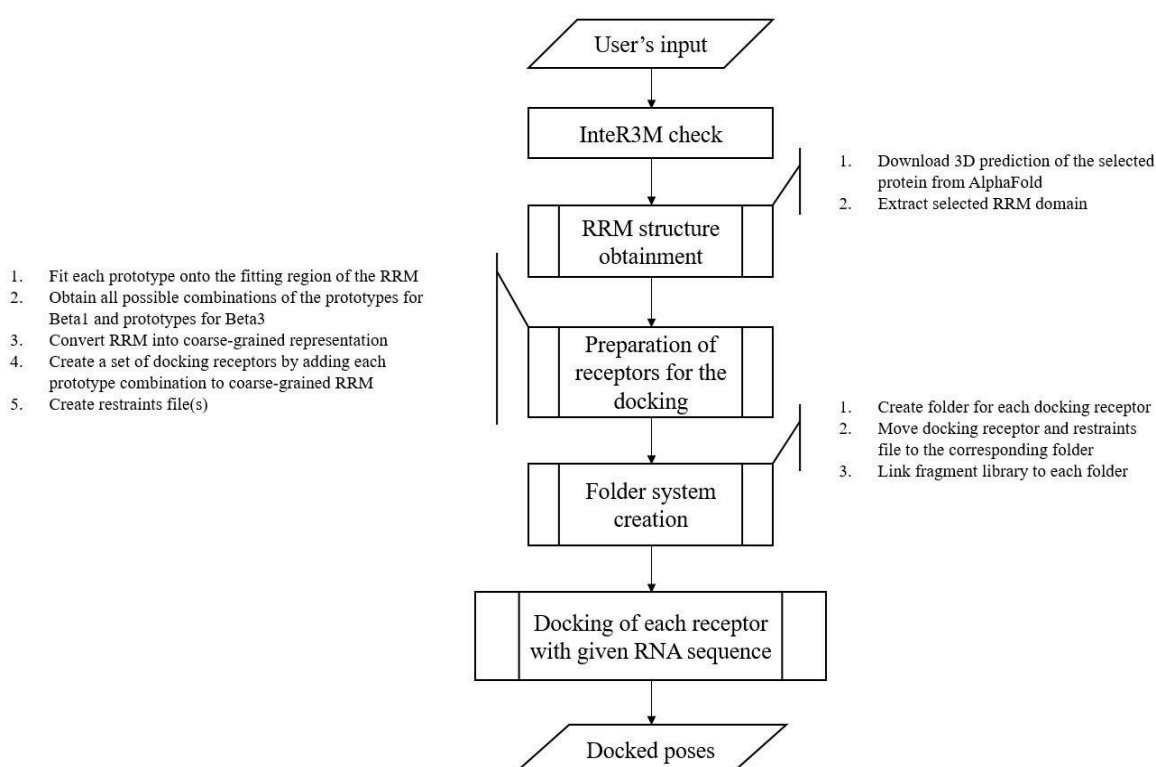 User's input
InteR3M check
1. Download 3D prediction of the selected
protein from AlphaFold
2. Extract selected RRM domain
RRM structure
obtainment
1. Fit each prototype onto the fitting region of the RRM
2. Obtain all possible combinations of the prototypes for
Beta1 and prototypes for Beta3
3. Convert RRM into coarse-grained representation
4. Create a set of docking receptors by adding each
prototype combination to coarse-grained RRM
5. Create restraints file(s)
Preparation of
receptors for the
docking
1. Create folder for each docking receptor
2. Move docking receptor and restraints
file to the corresponding folder
3. Link fragment library to each folder
Folder system
creation
Docking of each receptor
with given RNA sequence
Docked poses